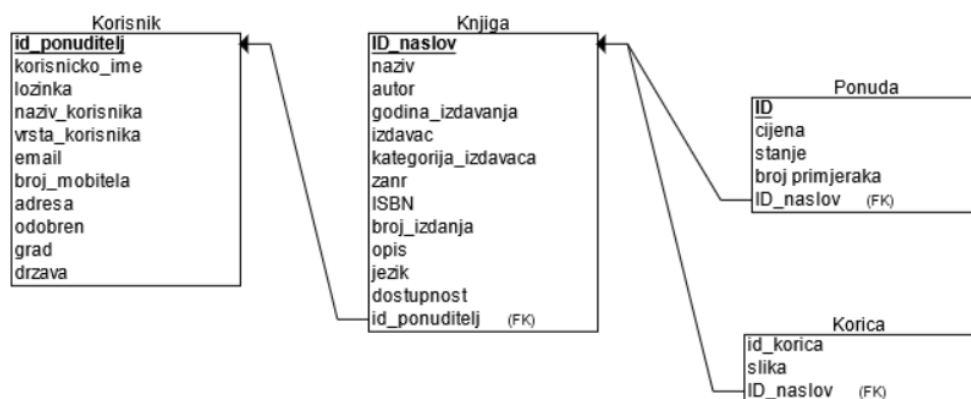 Korisnik
id_ponuditelj
korisnicko_ime
lozinka
naziv_korisnika
vrsta_korisnika
email
broj_mobitela
adresa
odobren
grad
drzava
Knjiga
ID_naslov
naziv
autor
godina_izdavanja
izdavac
kategorija_izdavaca
zanr
ISBN
broj_izdanja
opis
jezik
dostupnost
id_ponuditelj (FK)
Ponuda
ID
cijena
stanje
broj primjeraka
ID_naslov (FK)
Korica
id_korica
slika
ID_naslov (FK)